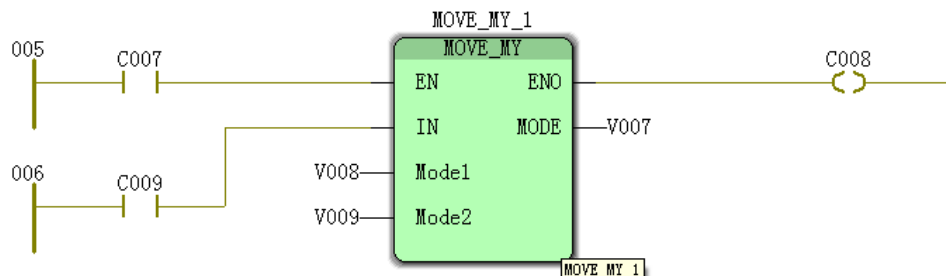 MOVE_MY_1
005 C007 MOVE_MY C008
EN ENO
IN MODE V007
006 C009 V008 Mode1
V009 Mode2
MOVE_MY_1